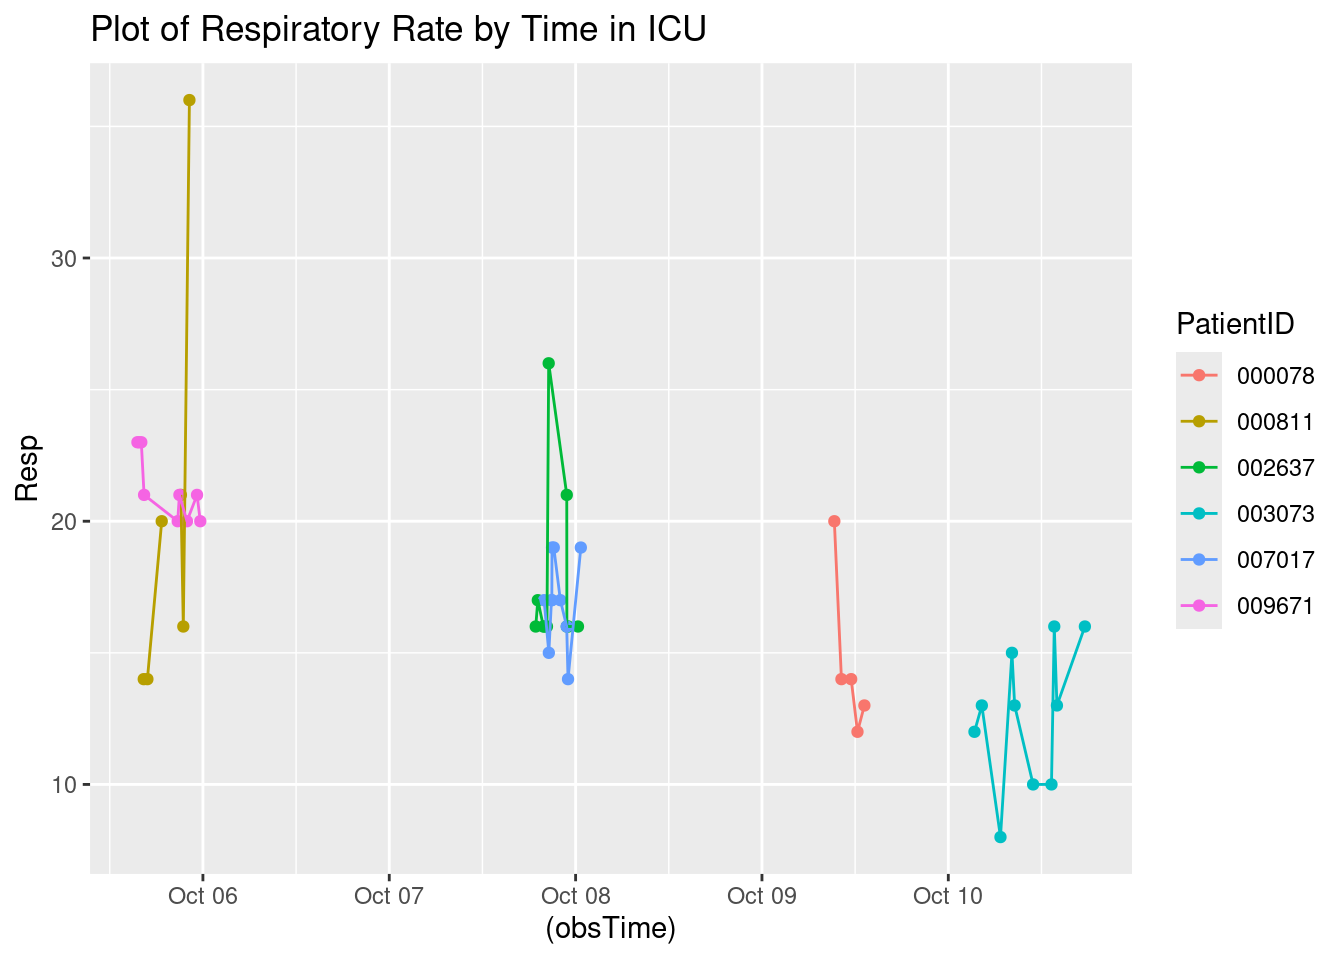 Plot of Respiratory Rate by Time in ICU
Resp
30
20
10
Oct 06
Oct 07
Oct 08
Oct 09
Oct 10
(obsTime)
PatientID
000078
000811
002637
003073
007017
009671